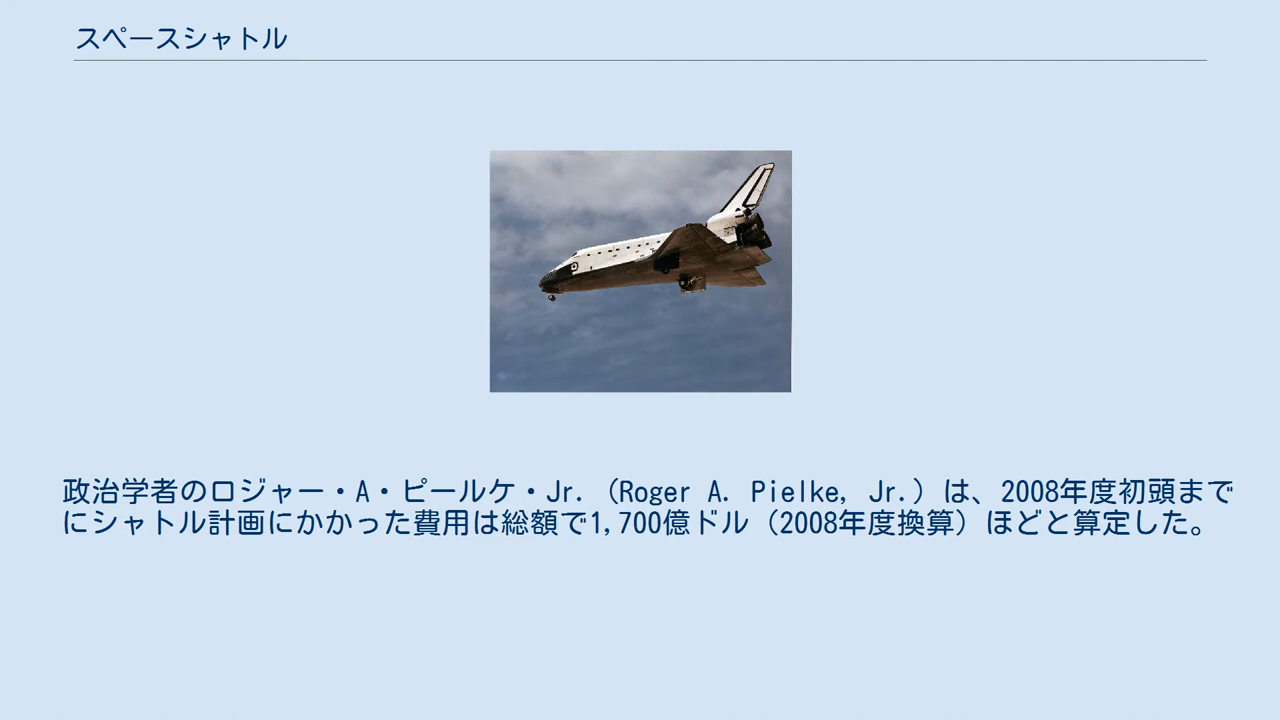 スペースシャトル
政治学者のロジャー・A・ピールケ・Jr.（Roger A. Pielke, Jr.）は、2008年度初頭まで
にシャトル計画にかかった費用は総額で1,700億ドル（2008年度換算）ほどと算定した。